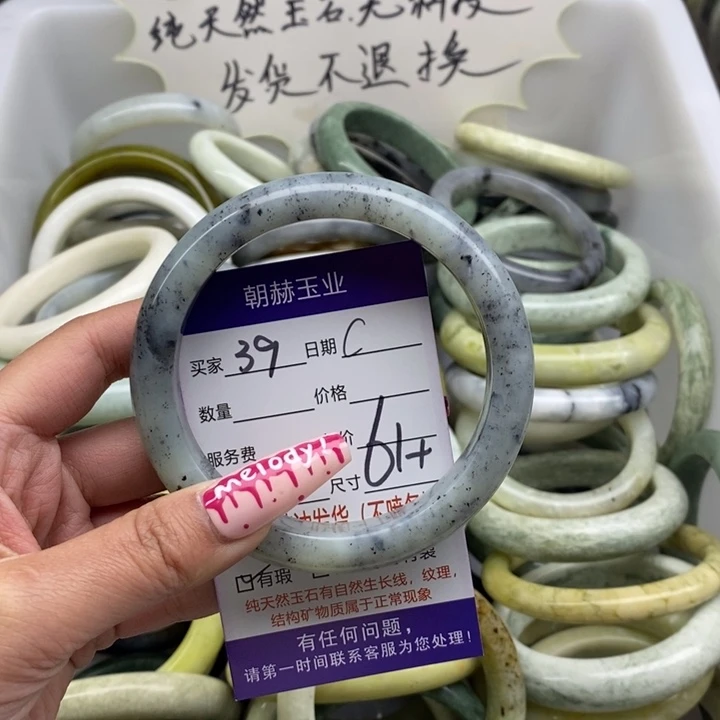 纯天然玉石.无利润
发货不退换
朝赫玉业
买家 39 日期 C
数量 价格
服务费 价
尺寸 61+
melody
有瑕
纯天然玉石有自然生长线，纹理，
结构矿物质属于正常现象
有任何问题，
请第一时间联系客服为您处理！